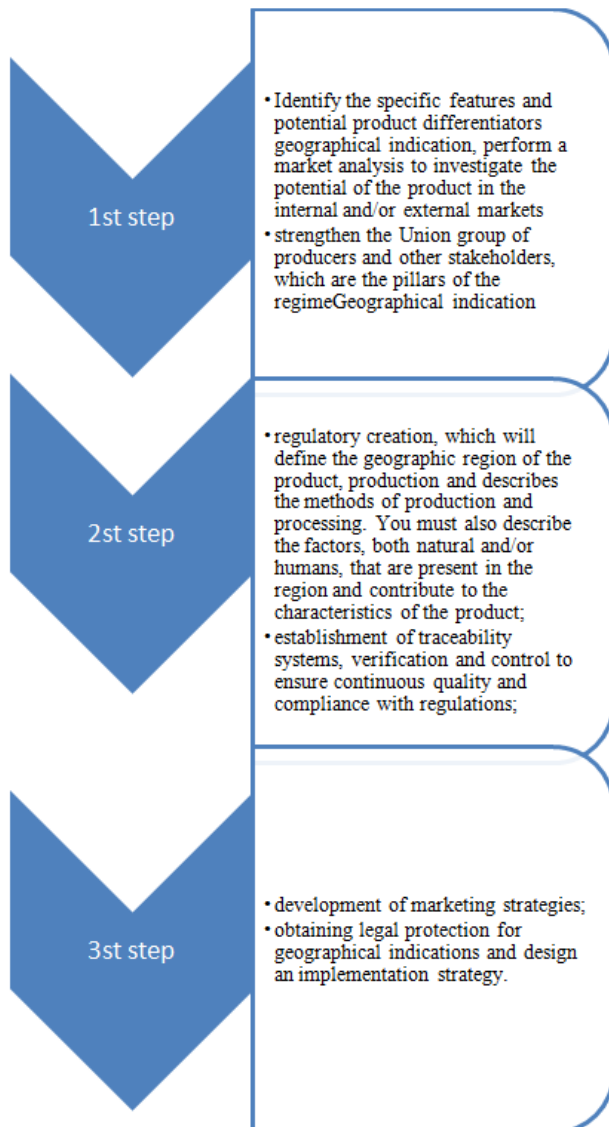 1st step
• Identify the specific features and
potential product differentiators
geographical indication, perform a
market analysis to investigate the
potential of the product in the
internal and/or external markets
• strengthen the Union group of
producers and other stakeholders,
which are the pillars of the
regimeGeographical indication
2st step
• regulatory creation, which will
define the geographic region of the
product, production and describes
the methods of production and
processing. You must also describe
the factors, both natural and/or
humans, that are present in the
region and contribute to the
characteristics of the product;
• establishment of traceability
systems, verification and control to
ensure continuous quality and
compliance with regulations;
3st step
• development of marketing strategies;
• obtaining legal protection for
geographical indications and design
an implementation strategy.